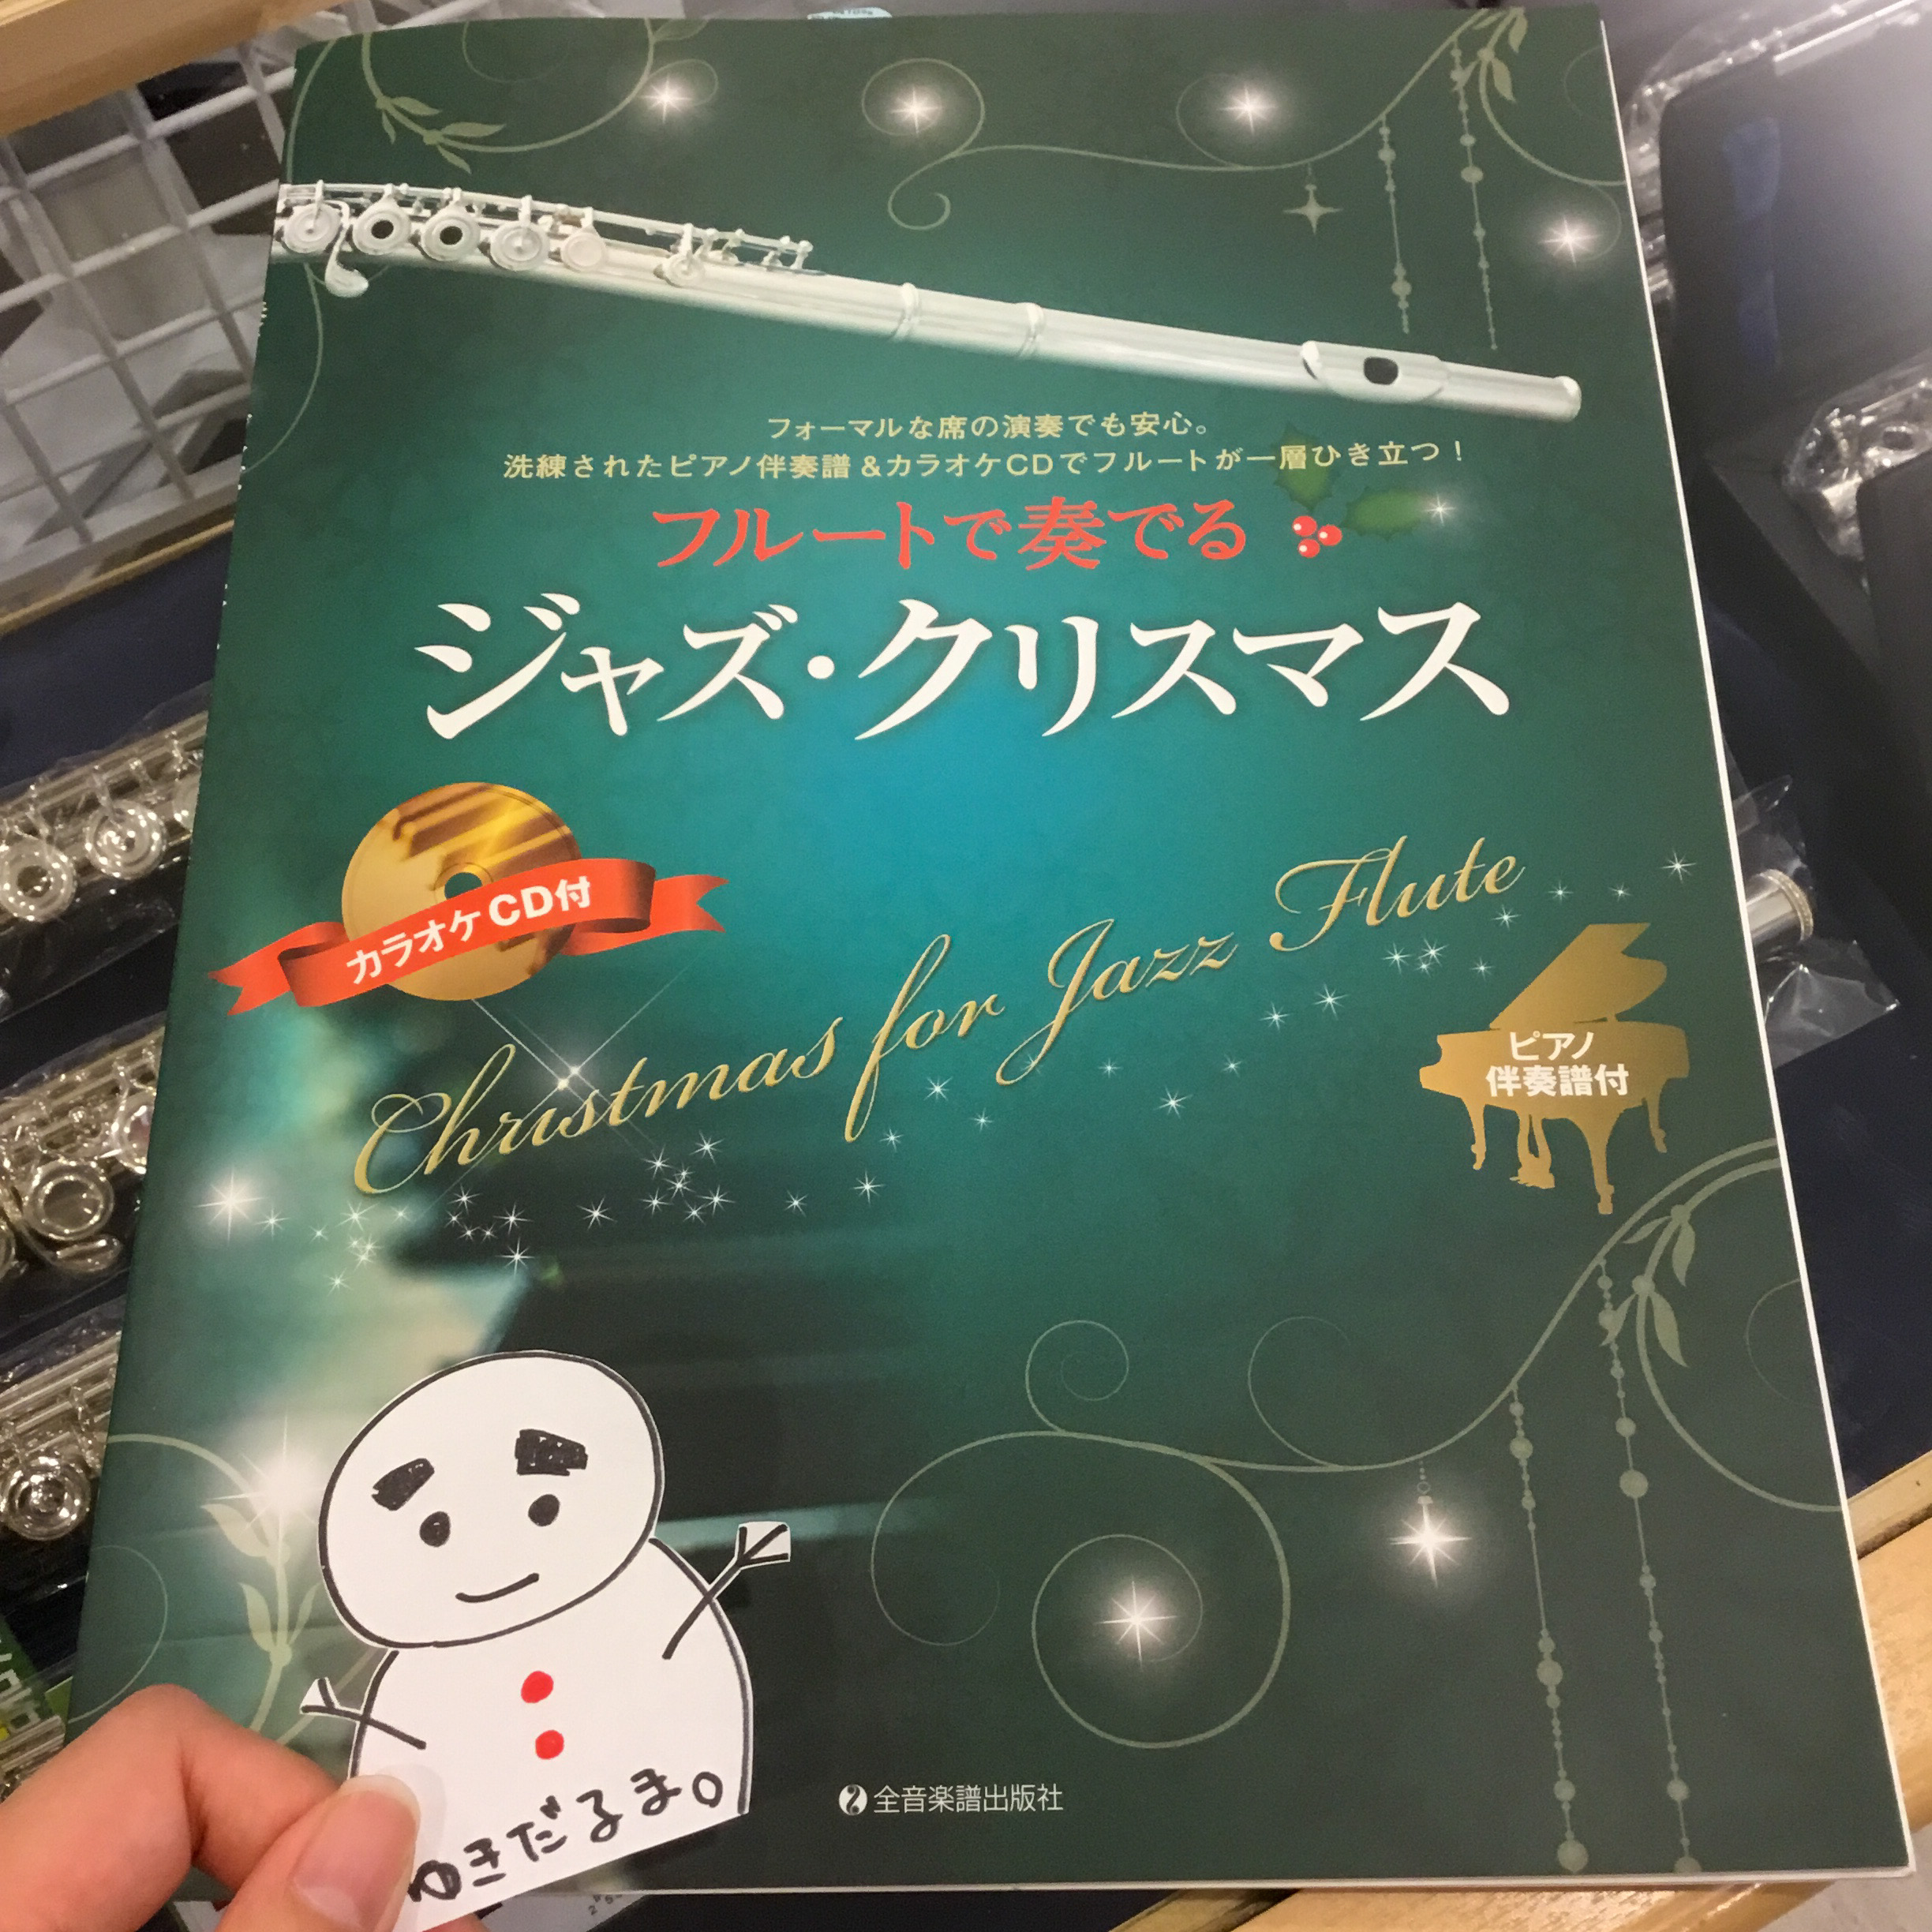 フォーマルな席の演奏でも安心。
洗練されたピアノ伴奏譜&カラオケCDでフルートが一層ひき立つ!
フルートで奏でる
ジャズ・クリスマス
カラオケCD付
Christmas for Jazz Flute
ピアノ
伴奏譜付
ゆきだるま。
全音楽譜出版社